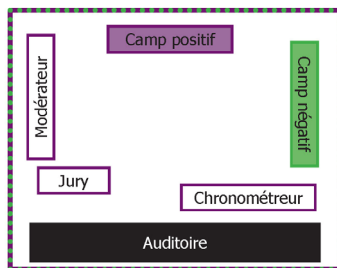 Camp positif
Modérateur
Camp négatif
Jury
Chronométreur
Auditoire